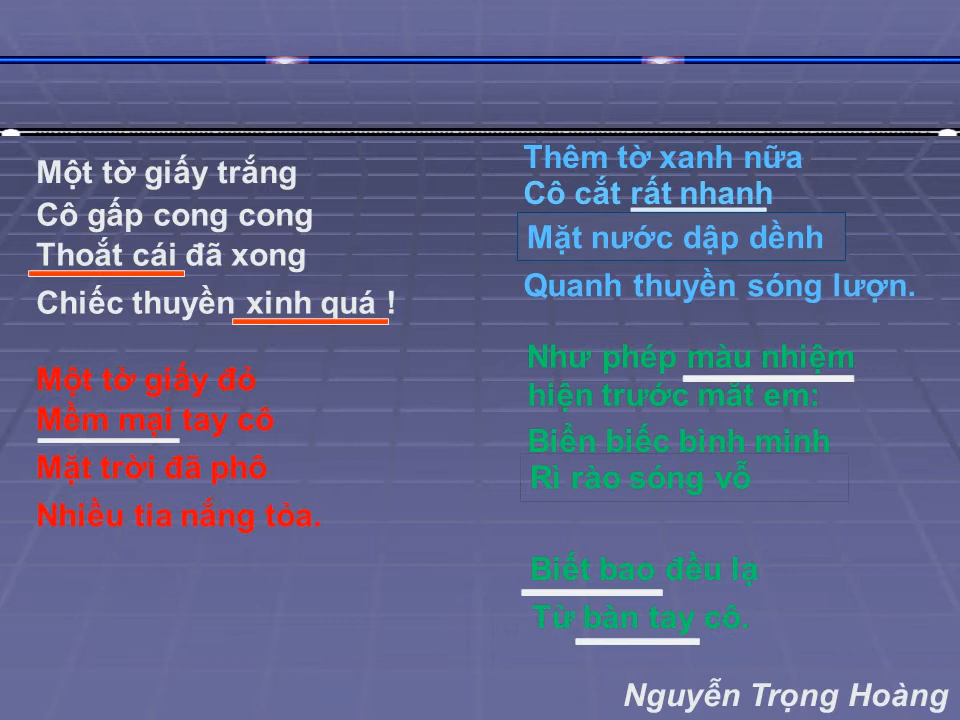 Một tờ giấy trắng
Cô gấp cong cong
Thoắt cái đã xong
Chiếc thuyền xinh quá !
Một tờ giấy đỏ
Mềm mại tay cô
Mặt trời đã phô
Nhiều tia nắng tỏa.
Thêm tờ xanh nữa
Cô cắt rất nhanh
Mặt nước dập dềnh
Quanh thuyền sóng lượn.
Như phép màu nhiệm
hiện trước mắt em:
Biển biếc bình minh
Rì rào sóng vỗ
Biết bao đều lạ
Từ bàn tay cô.
Nguyễn Trọng Hoàng